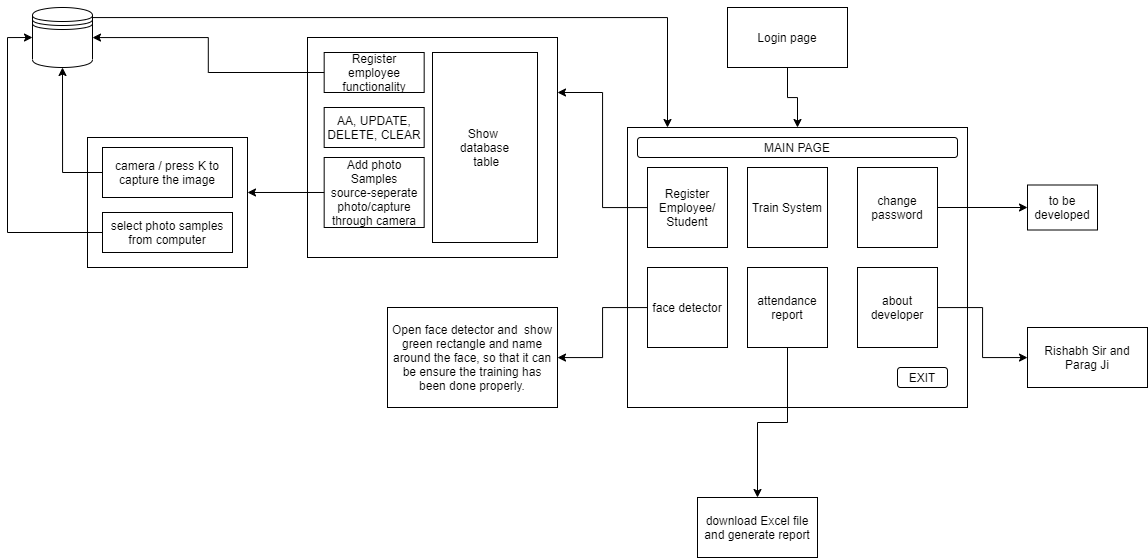 Login page
Register
employee
functionality
AA, UPDATE,
DELETE, CLEAR
Add photo
Samples
source-seperate
photo/capture
through camera
Show
database
table
camera / press K to
capture the image
select photo samples
from computer
MAIN PAGE
Register
Employee/
Student
Train System
change
password
to be
developed
face detector
attendance
report
about
developer
EXIT
Open face detector and  show
green rectangle and name
around the face, so that it can
be ensure the training has
been done properly.
Rishabh Sir and
Parag Ji
download Excel file
and generate report